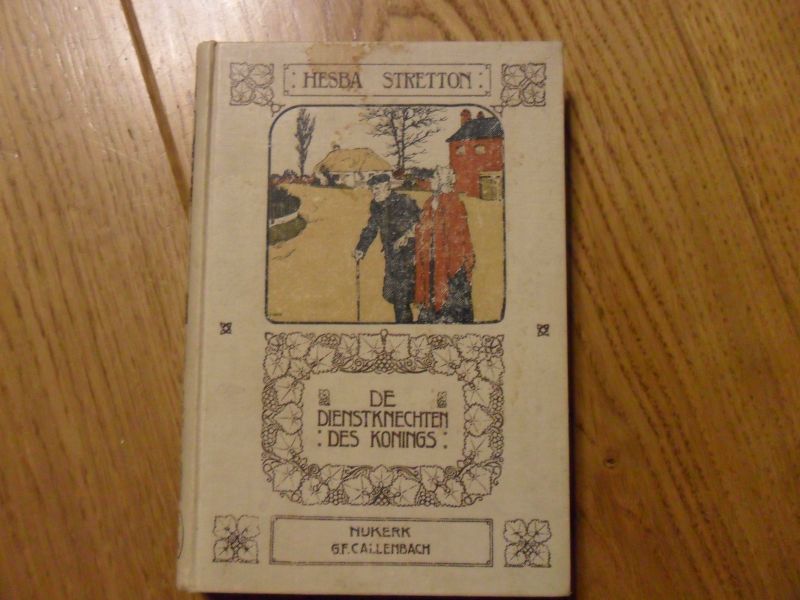 HESBA STRETTON
DE
DIENSTKNECHTEN
DES KONINGS
NIJKERK
G.F. CALLENBACH